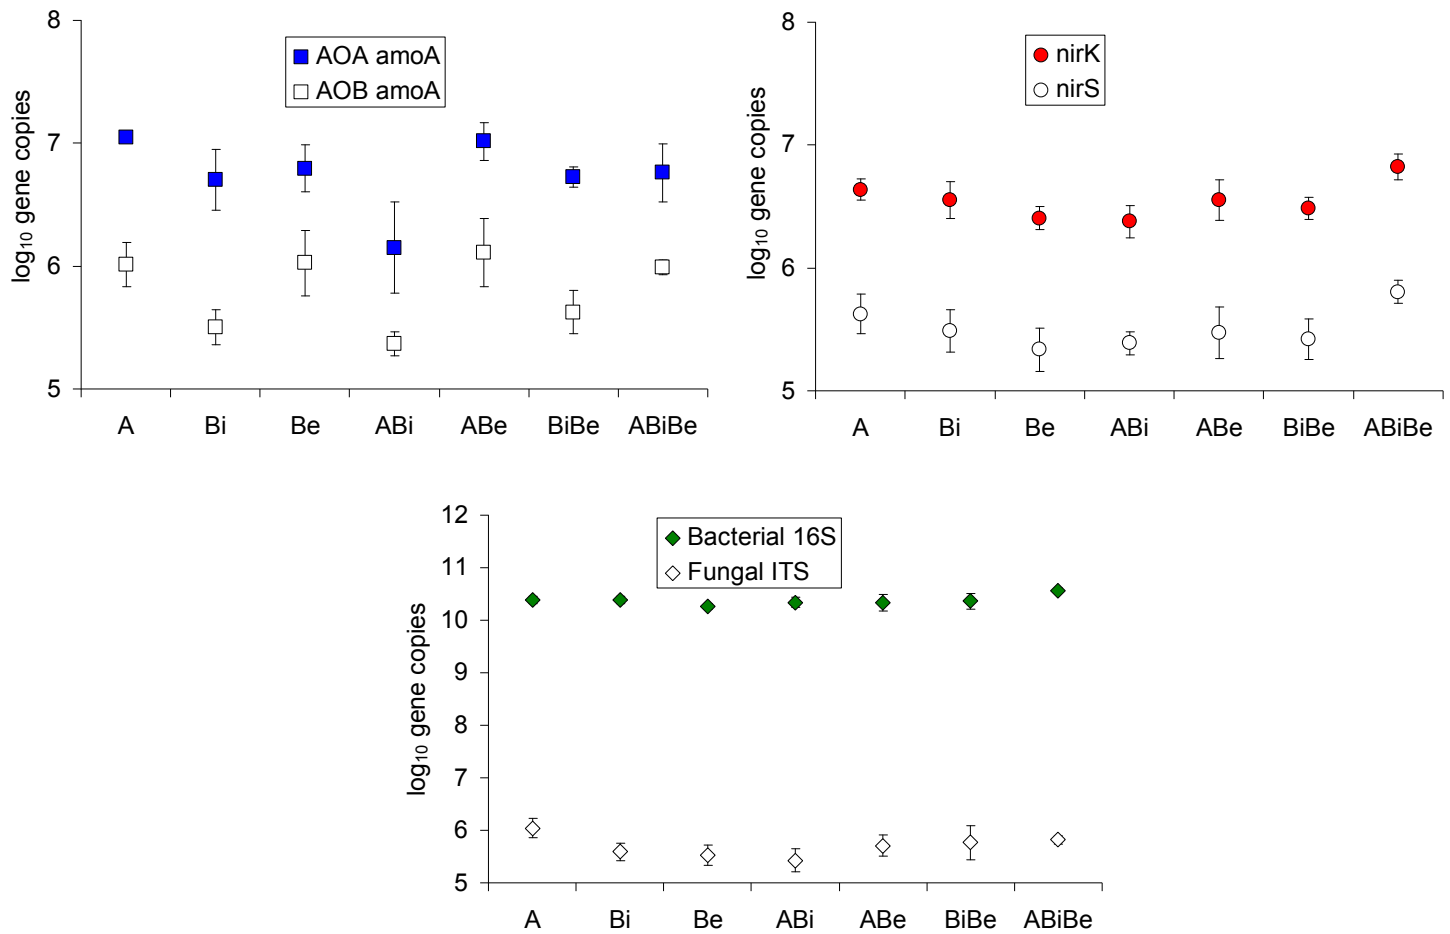 8
7
6
5
log₁₀ gene copies
AOA amoA
AOB amoA
A Bi Be ABi ABe BiBe ABiBe
8
7
6
5
log₁₀ gene copies
nirK
nirS
A Bi Be ABi ABe BiBe ABiBe
12
11
10
9
8
7
6
5
log₁₀ gene copies
Bacterial 16S
Fungal ITS
A Bi Be ABi ABe BiBe ABiBe